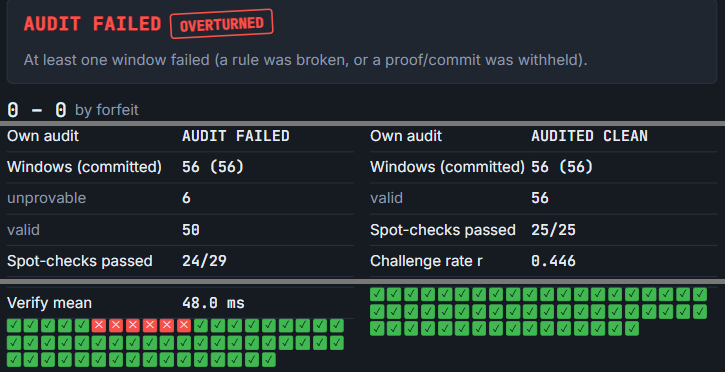 AUDIT FAILED OVERTURNED
At least one window failed (a rule was broken, or a proof/commit was withheld).
0 – 0 by forfeit
Own audit AUDIT FAILED
Windows (committed) 56 (56)
unprovable 6
valid 50
Spot-checks passed 24/29
Own audit AUDITED CLEAN
Windows (committed) 56 (56)
valid 56
Spot-checks passed 25/25
Challenge rate r 0.446
Verify mean 48.0 ms